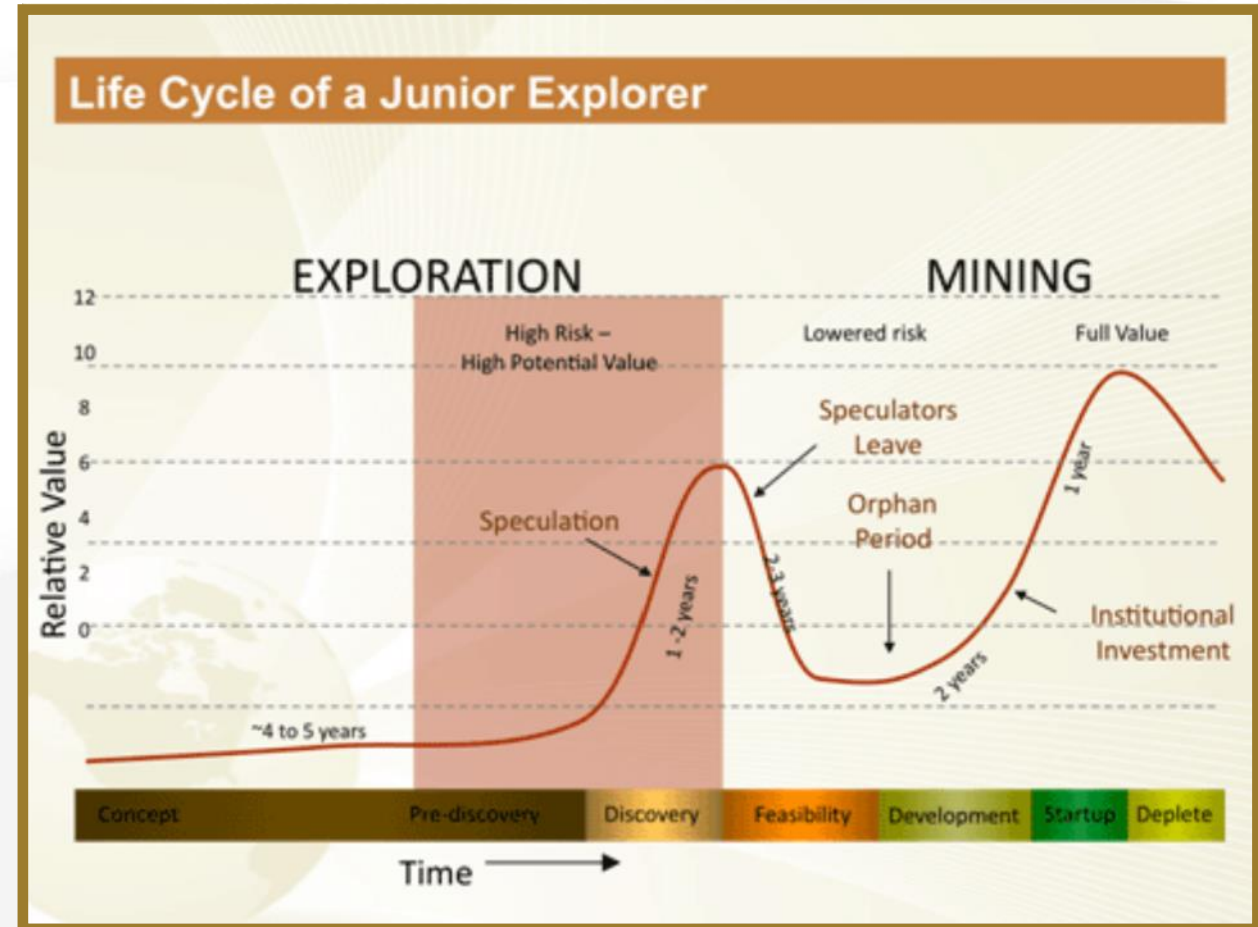 Life Cycle of a Junior Explorer
EXPLORATION
MINING
High Risk –
High Potential Value
Lowered risk
Full Value
12
10
8
6
4
2
0
Relative Value
Speculators
Leave
Speculation
Orphan
Period
Institutional
Investment
~4 to 5 years
1 -2 years
2-3 years
2 years
1 year
Concept
Pre-discovery
Discovery
Feasibility
Development
Startup
Deplete
Time